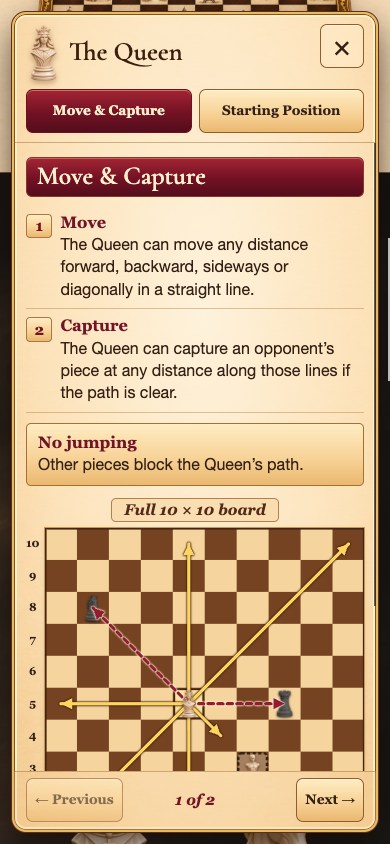 The Queen
×
Move & Capture
Starting Position
Move & Capture
1
Move
The Queen can move any distance
forward, backward, sideways or
diagonally in a straight line.
2
Capture
The Queen can capture an opponent’s
piece at any distance along those lines if
the path is clear.
No jumping
Other pieces block the Queen’s path.
Full 10 × 10 board
10
9
8
7
6
5
4
3
← Previous
1 of 2
Next →